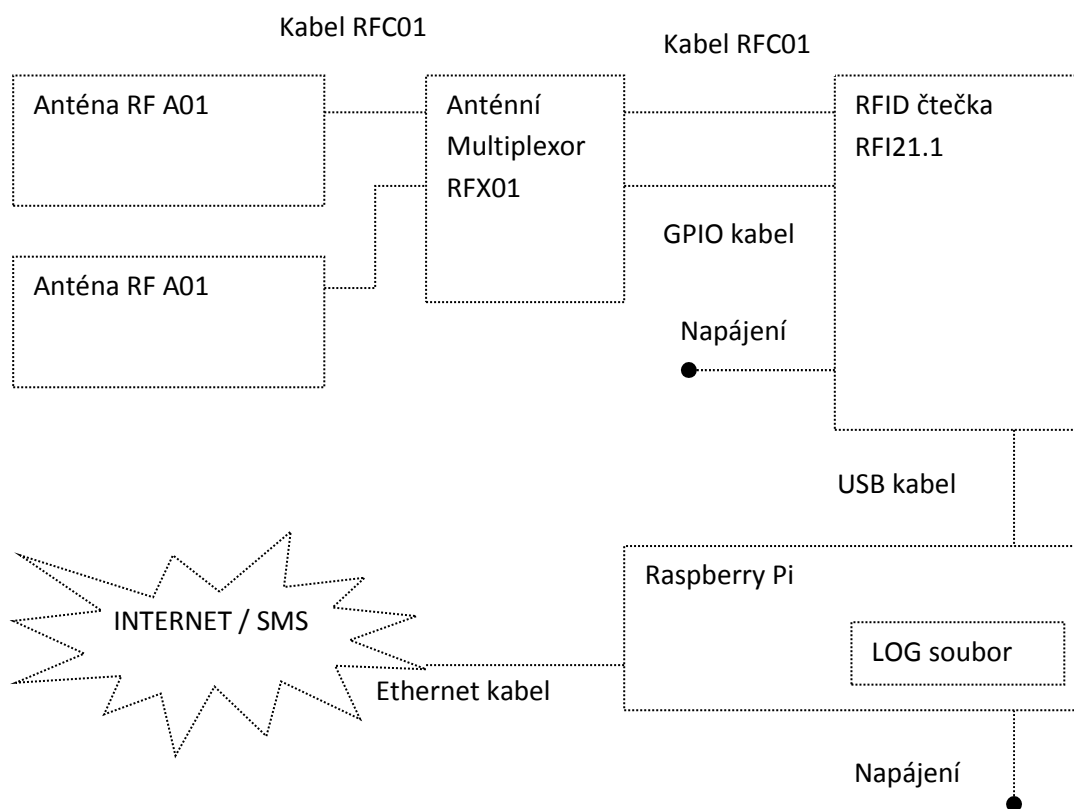 Kabel RFC01
Kabel RFC01
Anténa RF A01
Anténní
Multiplexor
RFX01
RFID čtečka
RFI21.1
GPIO kabel
Anténa RF A01
Napájení
USB kabel
Raspberry Pi
INTERNET / SMS
LOG soubor
Ethernet kabel
Napájení